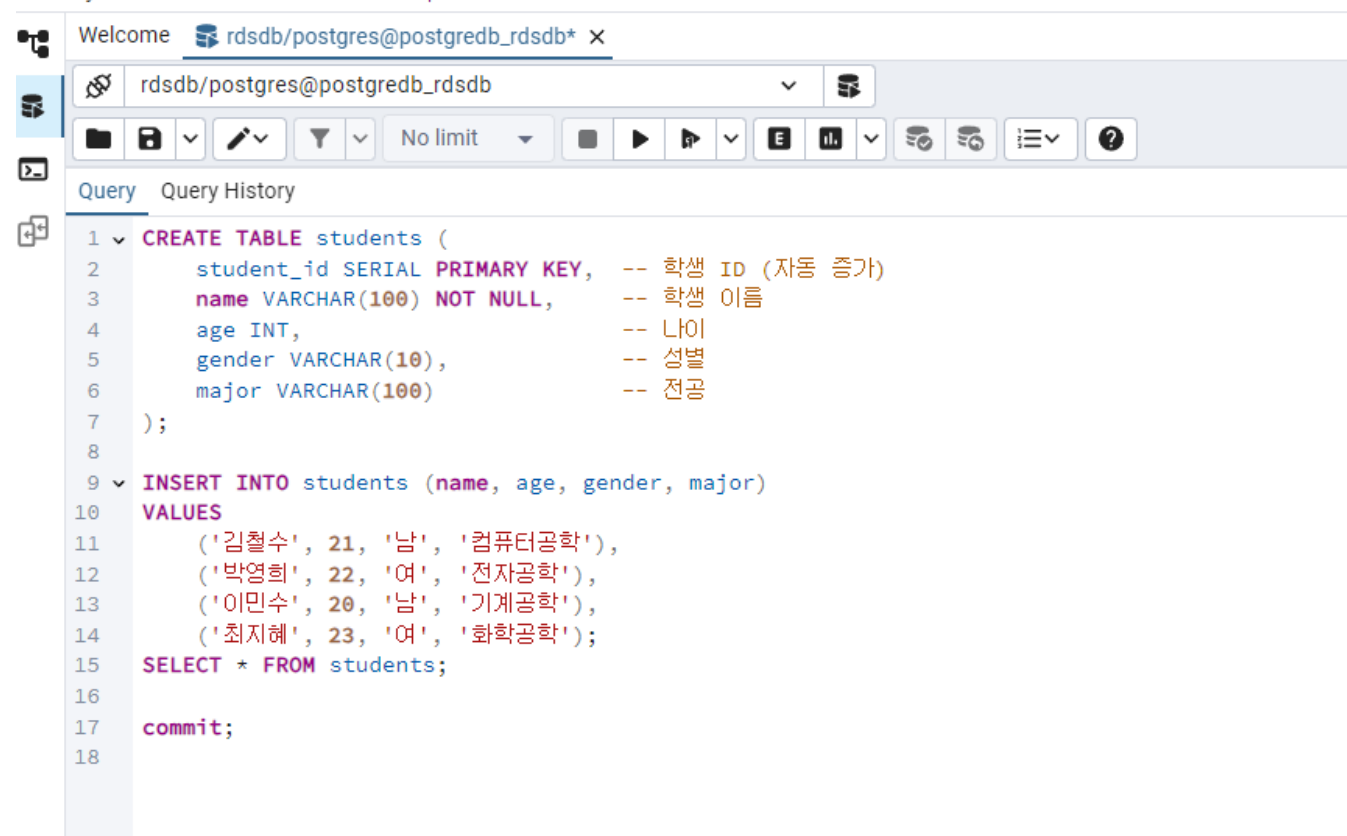 Welcome rdsdb/postgres@postgredb_rdsdb* ×
rdsdb/postgres@postgredb_rdsdb
No limit
Query Query History
1 CREATE TABLE students (
2 student_id SERIAL PRIMARY KEY, -- 학생 ID (자동 증가)
3 name VARCHAR(100) NOT NULL, -- 학생 이름
4 age INT, -- 나이
5 gender VARCHAR(10), -- 성별
6 major VARCHAR(100) -- 전공
7 );
8
9 INSERT INTO students (name, age, gender, major)
10 VALUES
11 ('김철수', 21, '남', '컴퓨터공학'),
12 ('박영희', 22, '여', '전자공학'),
13 ('이민수', 20, '남', '기계공학'),
14 ('최지혜', 23, '여', '화학공학');
15 SELECT * FROM students;
16
17 commit;
18